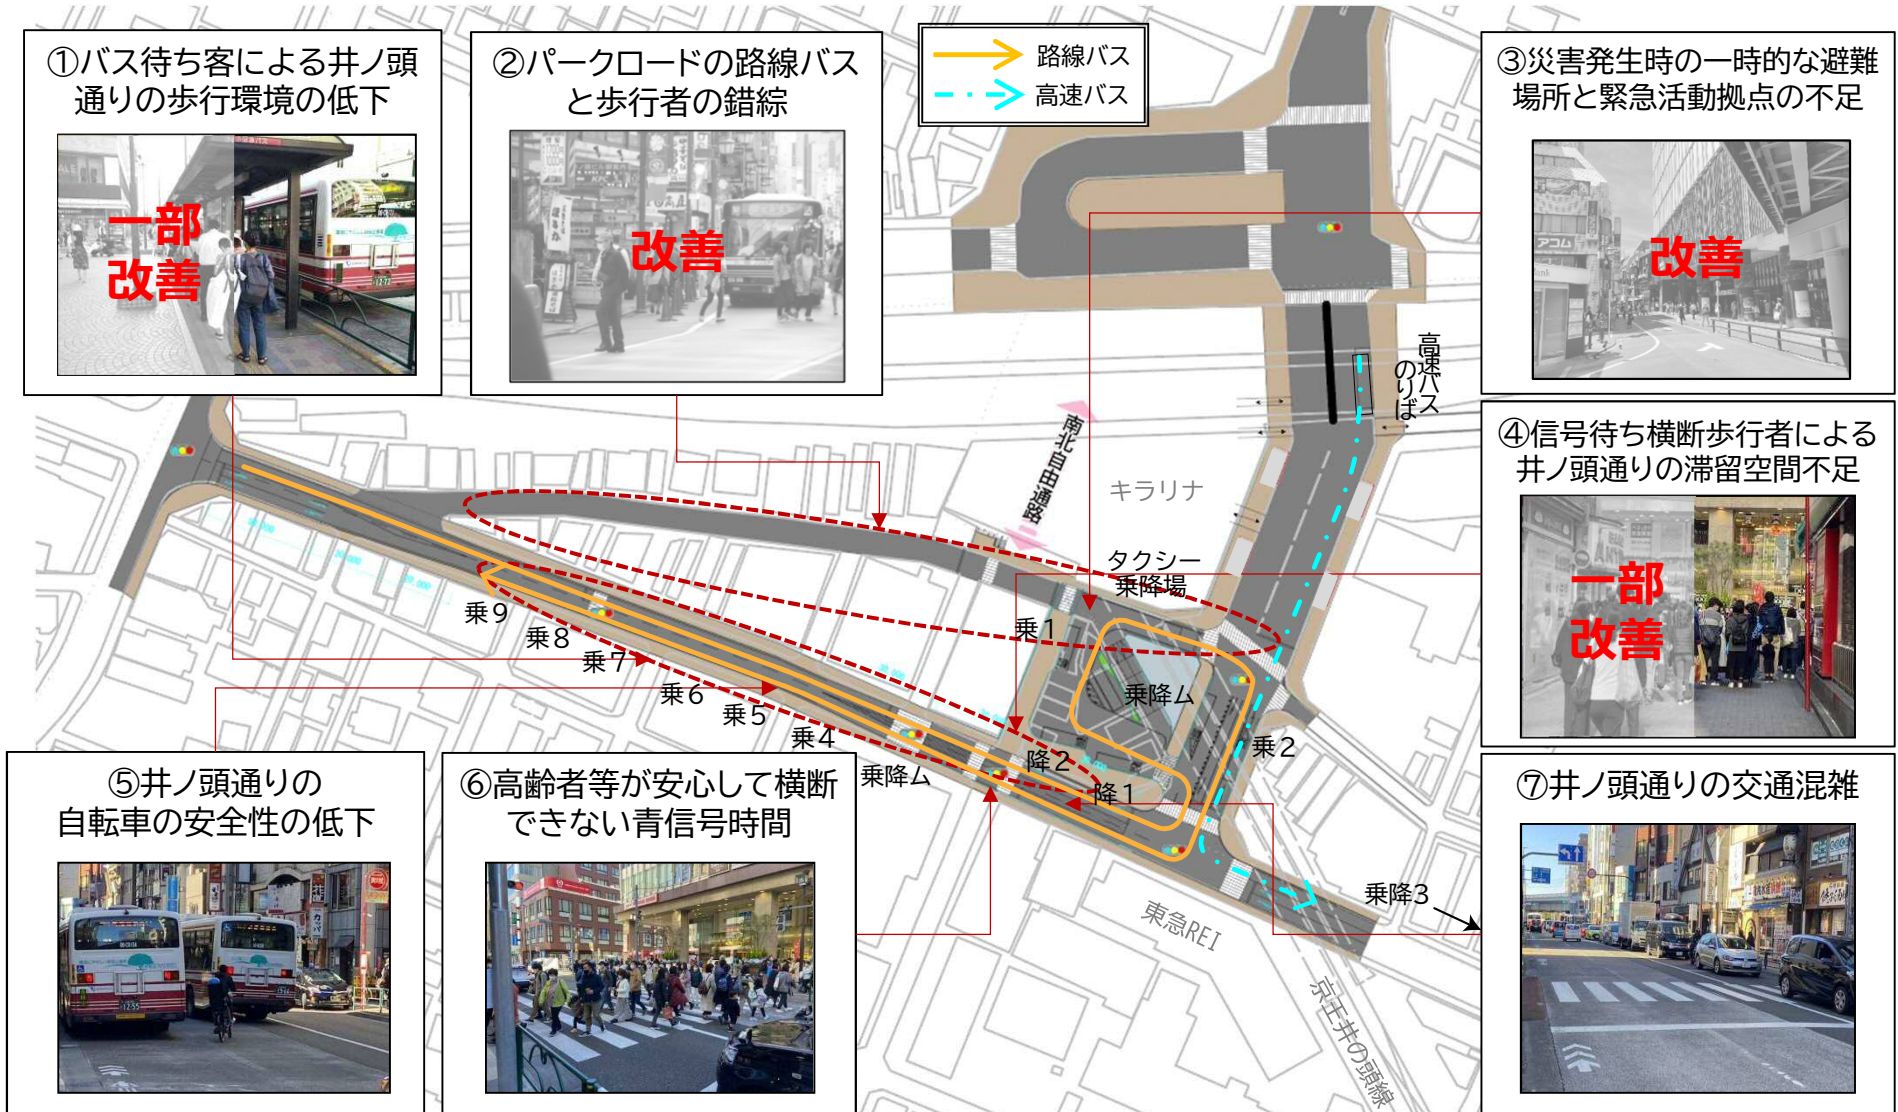 ①バス待ち客による井ノ頭
通りの歩行環境の低下
一部
改善
②パークロードの路線バス
と歩行者の錯綜
改善
路線バス
高速バス
③災害発生時の一時的な避難
場所と緊急活動拠点の不足
アコム
改善
高速バス
のりば
④信号待ち横断歩行者による
井ノ頭通りの滞留空間不足
一部
改善
南北自由通路
キラリナ
タクシー
乗降場
乗1
乗降ム
乗2
乗9
乗8
乗7
乗6
乗5
乗4
乗降ム
降2
降1
乗降3
東急REI
京王井の頭線
⑤井ノ頭通りの
自転車の安全性の低下
⑥高齢者等が安心して横断
できない青信号時間
⑦井ノ頭通りの交通混雑